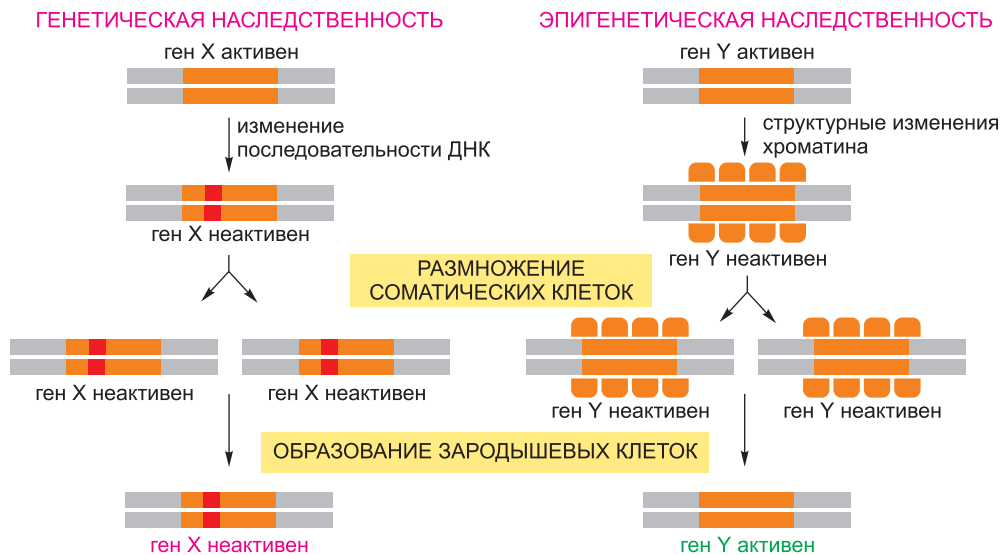 ГЕНЕТИЧЕСКАЯ НАСЛЕДСТВЕННОСТЬ
ЭПИГЕНЕТИЧЕСКАЯ НАСЛЕДСТВЕННОСТЬ
ген X активен
ген Y активен
изменение
последовательности ДНК
структурные изменения
хроматина
ген X неактивен
ген Y неактивен
РАЗМНОЖЕНИЕ
СОМАТИЧЕСКИХ КЛЕТОК
ген X неактивен
ген X неактивен
ген Y неактивен
ген Y неактивен
ОБРАЗОВАНИЕ ЗАРОДЫШЕВЫХ КЛЕТОК
ген X неактивен
ген Y активен